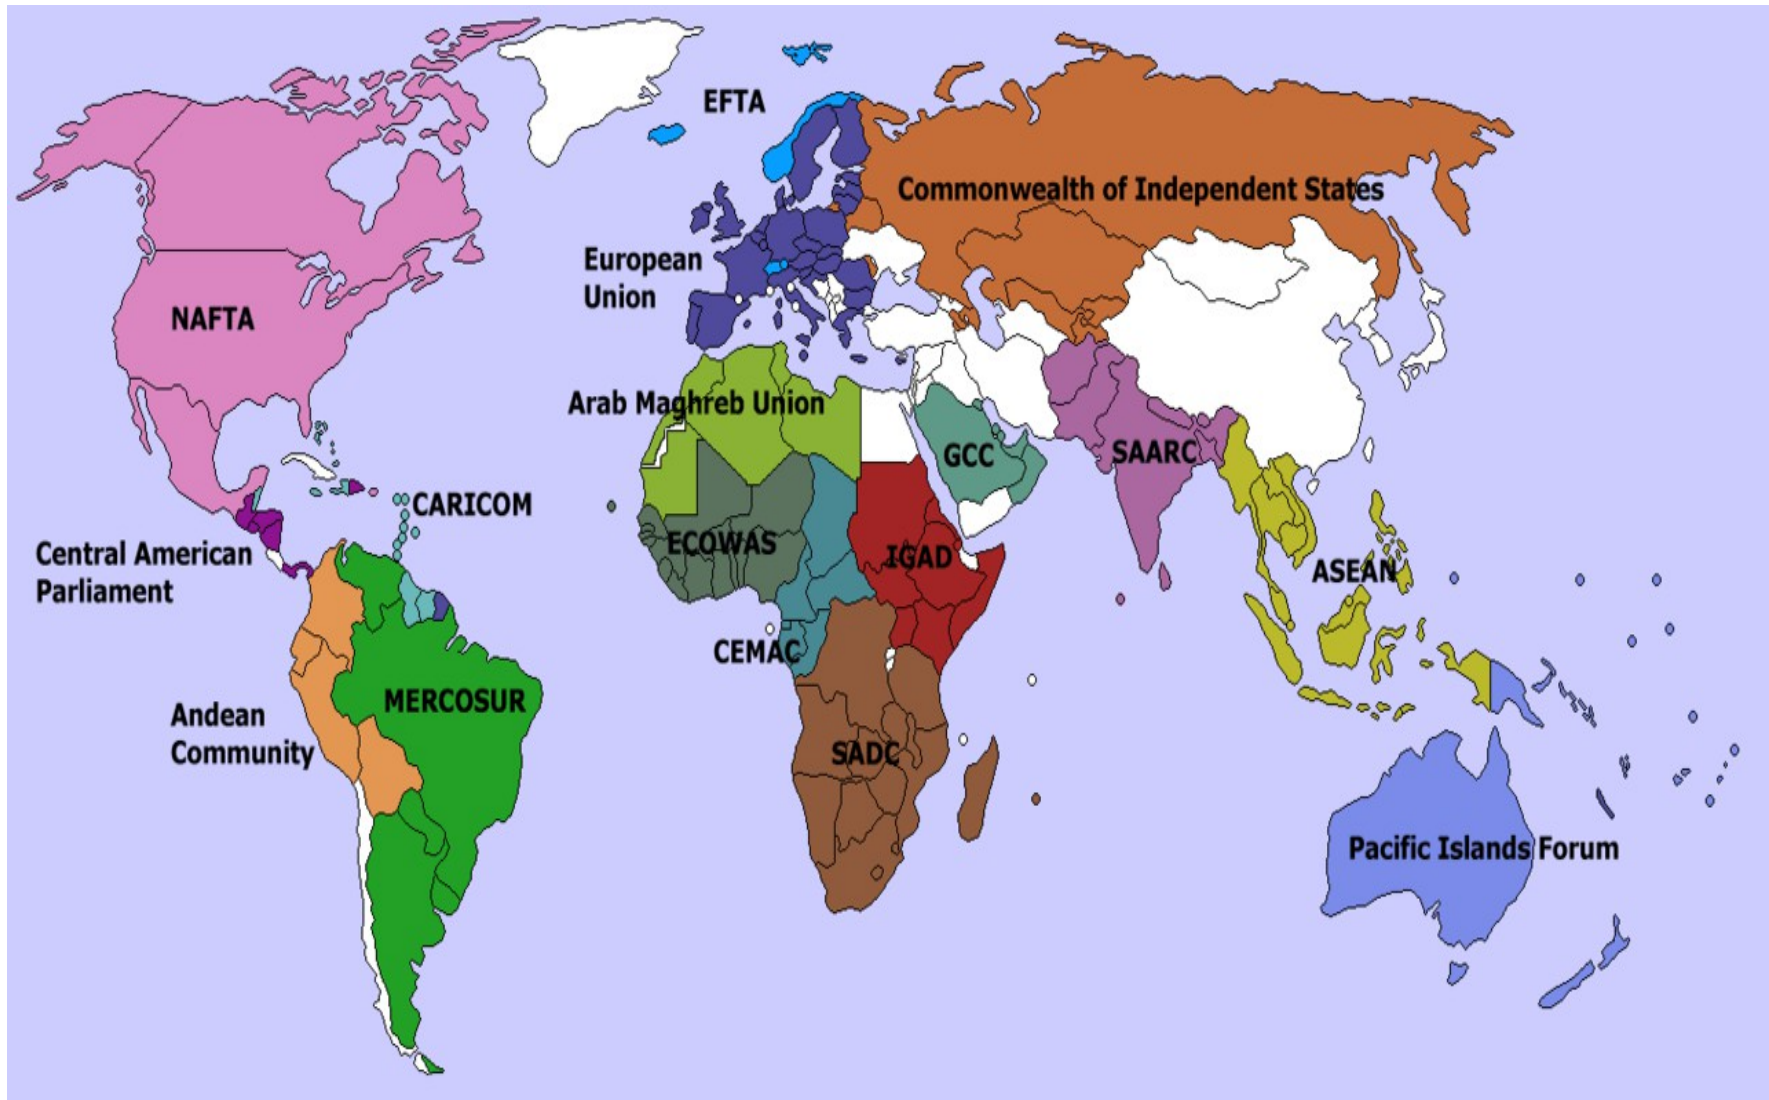 EFTA
Commonwealth of Independent States
European
Union
NAFTA
Arab Maghreb Union
GCC
SAARC
CARICOM
ECOWAS
IGAD
Central American
Parliament
ASEAN
CEMAC
MERCOSUR
Andean
Community
SADC
Pacific Islands Forum